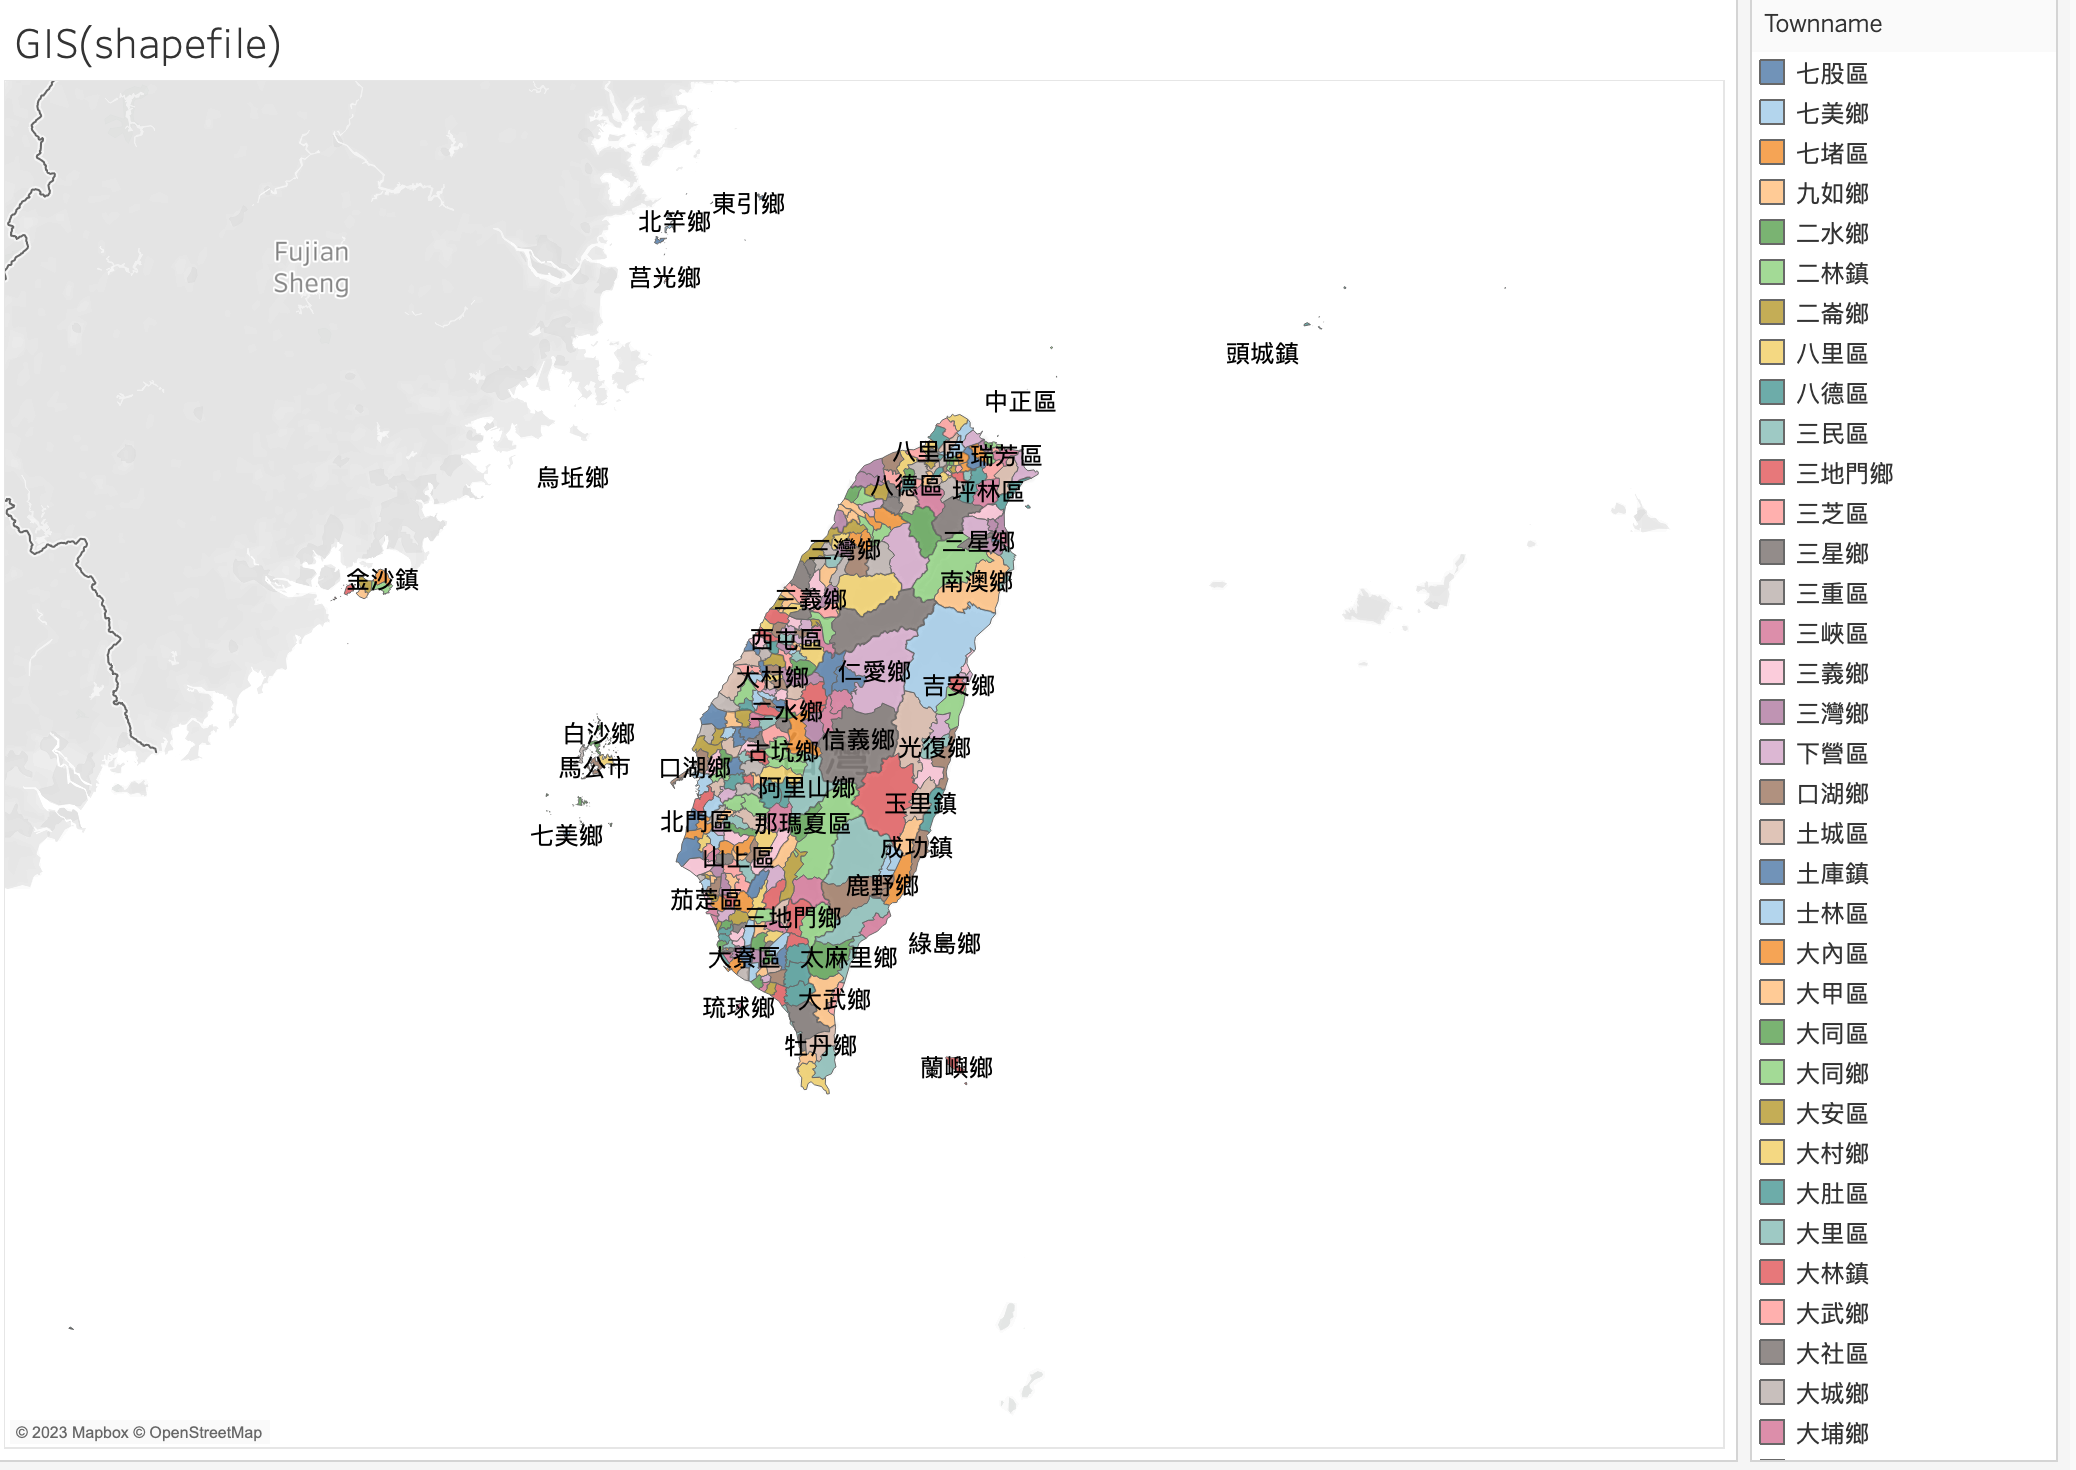 GIS(shapefile)
Fujian
Sheng
東引鄉
北竿鄉
莒光鄉
頭城鎮
中正區
八里區
瑞芳區
烏坵鄉
八德區
坪林區
三灣鄉
三星鄉
金沙鎮
南澳鄉
三義鄉
西屯區
仁愛鄉
大村鄉
吉安鄉
二水鄉
白沙鄉
信義鄉
光復鄉
古坑鄉
馬公市
口湖鄉
阿里山鄉
玉里鎮
北門區
那瑪夏區
七美鄉
成功鎮
山上區
鹿野鄉
茄萣區
三地門鄉
綠島鄉
大寮區
太麻里鄉
大武鄉
琉球鄉
牡丹鄉
蘭嶼鄉
© 2023 Mapbox © OpenStreetMap
Townname
七股區
七美鄉
七堵區
九如鄉
二水鄉
二林鎮
二崙鄉
八里區
八德區
三民區
三地門鄉
三芝區
三星鄉
三重區
三峽區
三義鄉
三灣鄉
下營區
口湖鄉
土城區
土庫鎮
士林區
大內區
大甲區
大同區
大同鄉
大安區
大村鄉
大肚區
大里區
大林鎮
大武鄉
大社區
大城鄉
大埔鄉